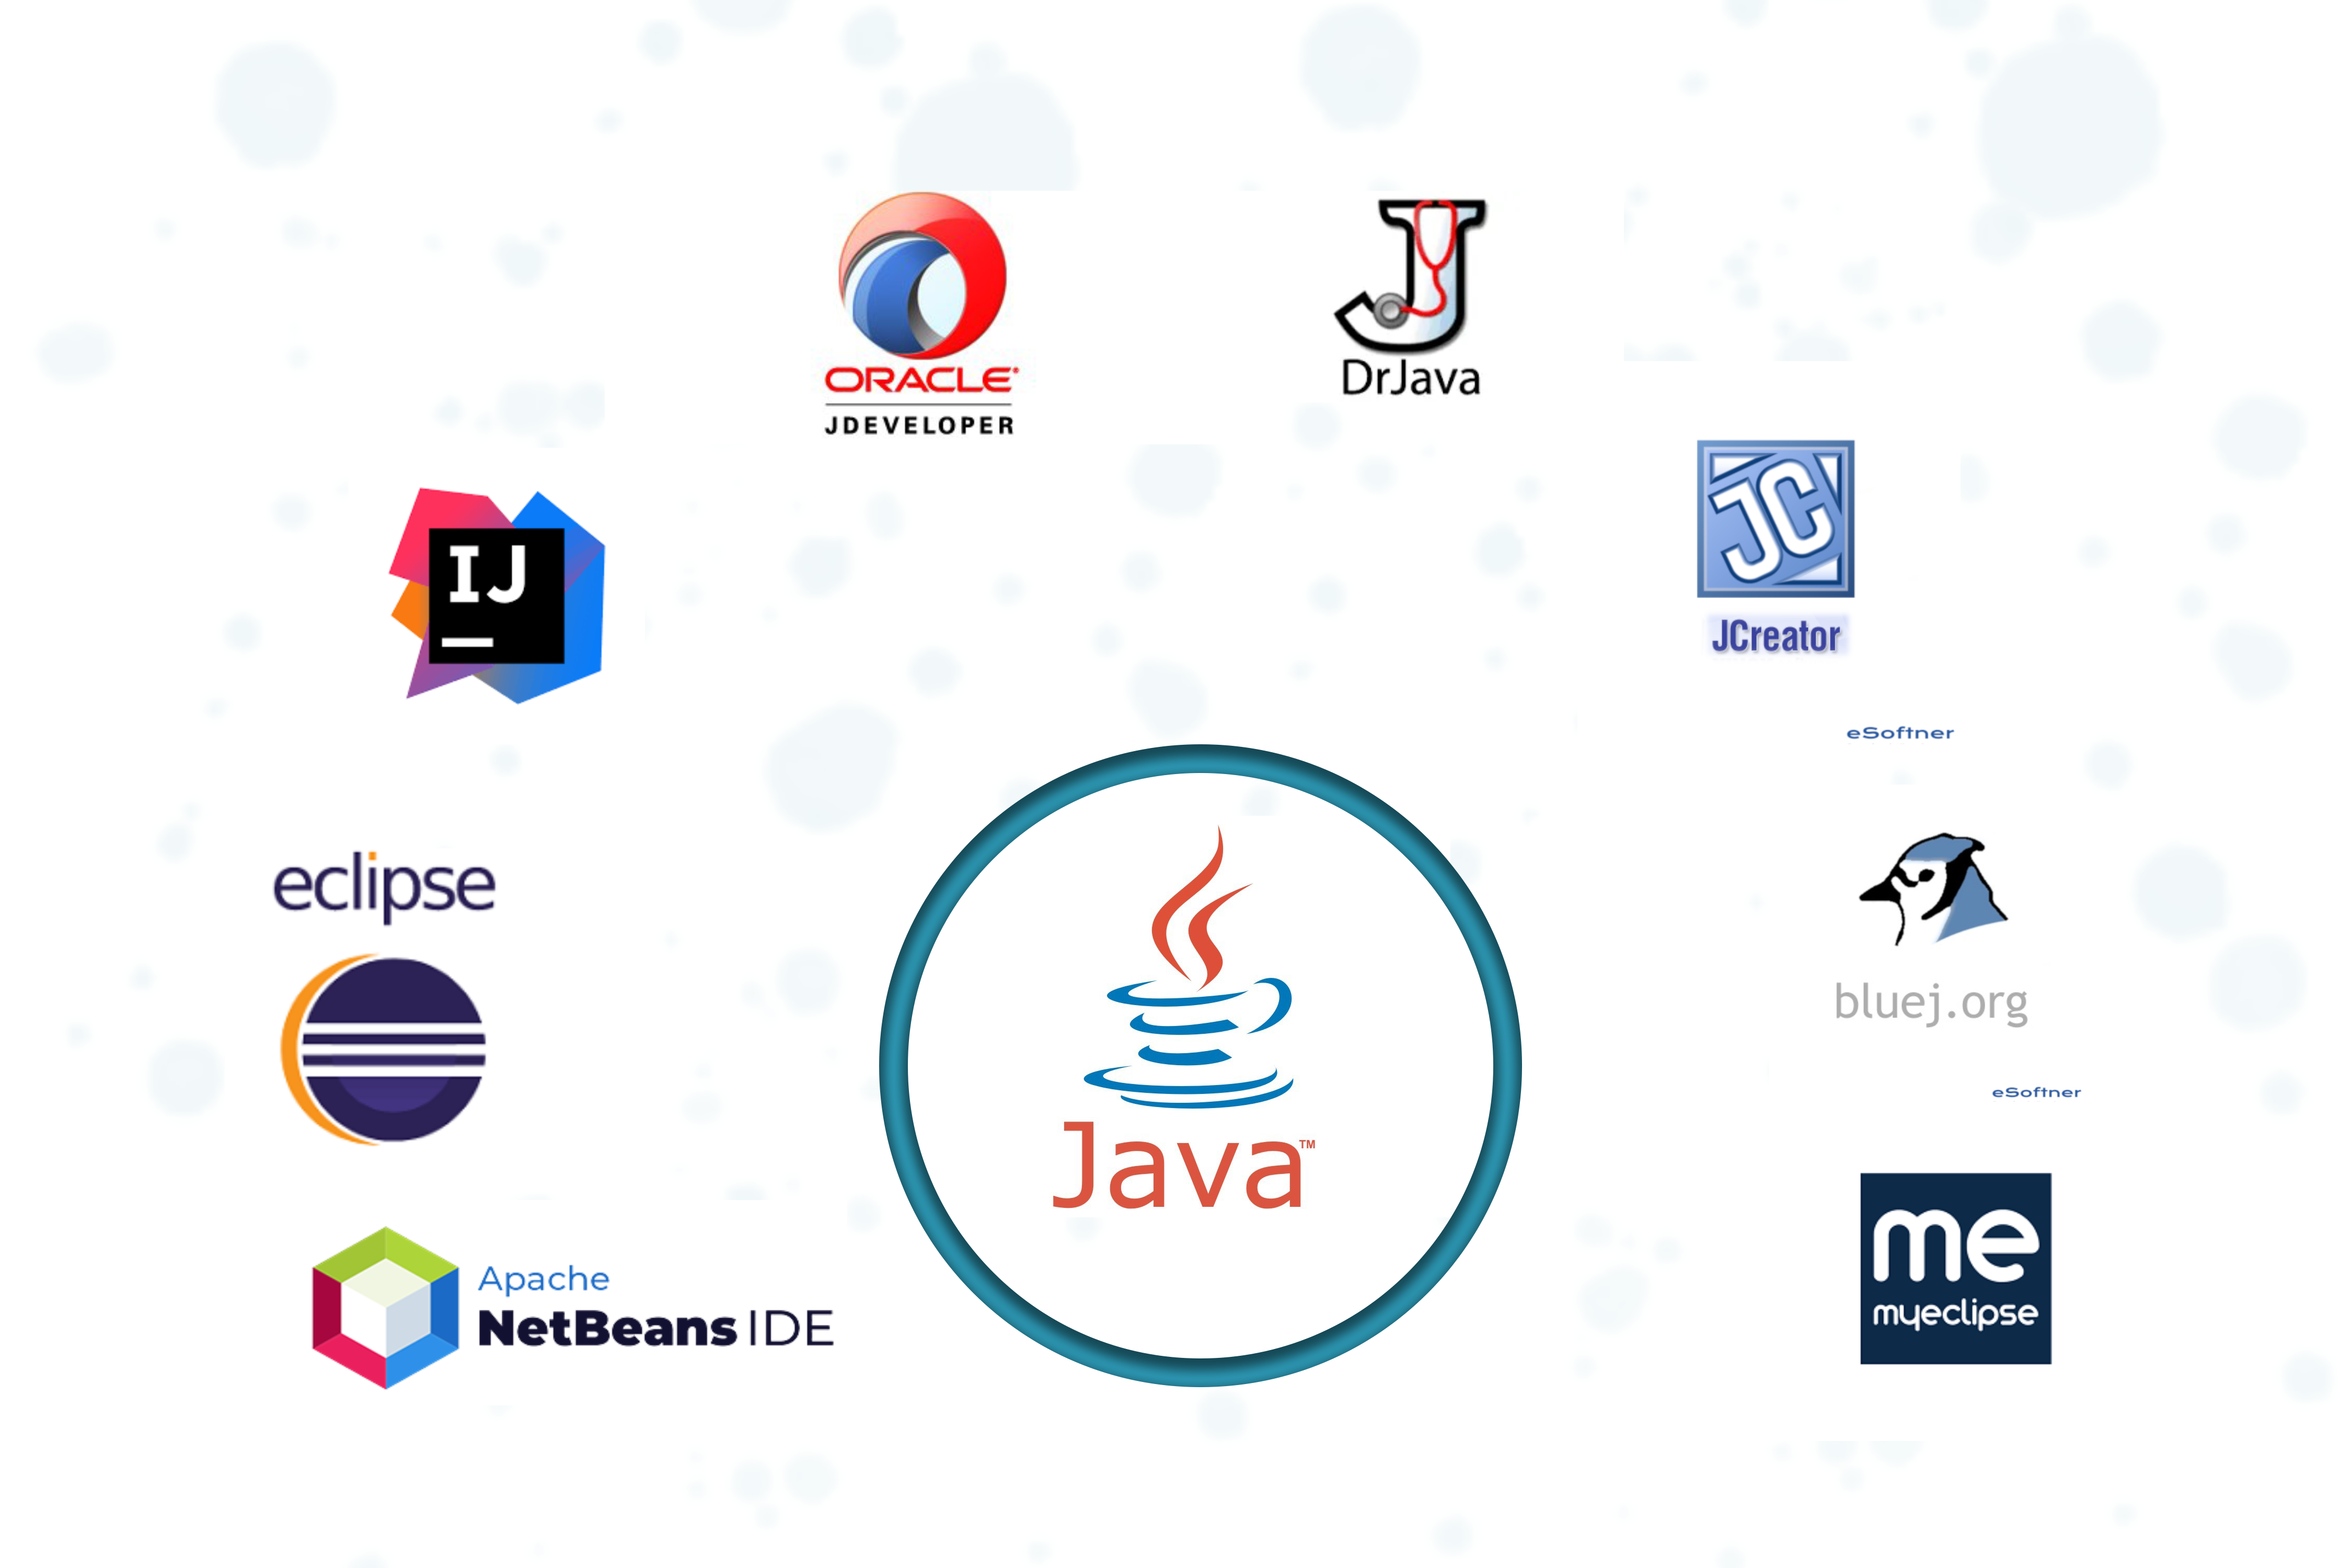 ORACLE®
JDEVELOPER
DrJava
IJ
JC
JCreator
eSoftner
eclipse
bluej.org
eSoftner
Java™
me
myeclipse
Apache
NetBeans IDE